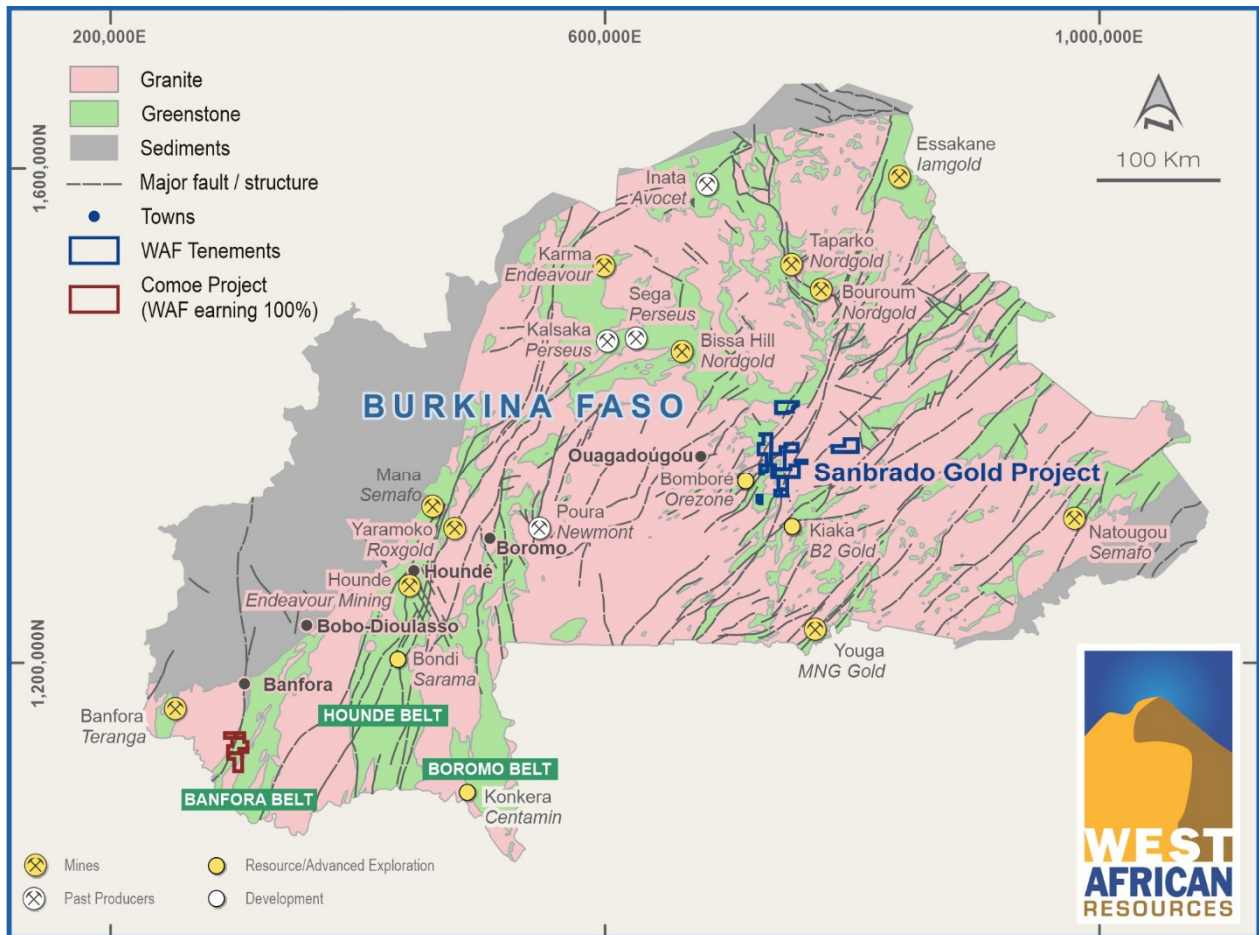 200,000E
600,000E
1,000,000E
1,600,000N
1,200,000N
Granite
Greenstone
Sediments
Major fault / structure
Towns
WAF Tenements
Comoe Project
(WAF earning 100%)
Z
100 Km
Essakane
Iamgold
Inata
Avocet
Karma
Endeavour
Taparko
Nordgold
Sega
Perseus
Bouroum
Nordgold
Kalsaka
Perseus
Bissa Hill
Nordgold
BURKINA FASO
Ouagadougou
Bomboré
Orezone
Sanbrado Gold Project
Mana
Semafo
Yaramoko
Roxgold
Poura
Newmont
Boromo
Kiaka
B2 Gold
Natougou
Semafo
Houndé
Hounde
Endeavour Mining
Bobo-Dioulasso
Bondi
Sarama
Youga
MNG Gold
Banfora
Banfora
Teranga
HOUNDE BELT
BOROMO BELT
BANFORA BELT
Konkera
Centamin
Mines
Resource/Advanced Exploration
Past Producers
Development
WEST
AFRICAN
RESOURCES